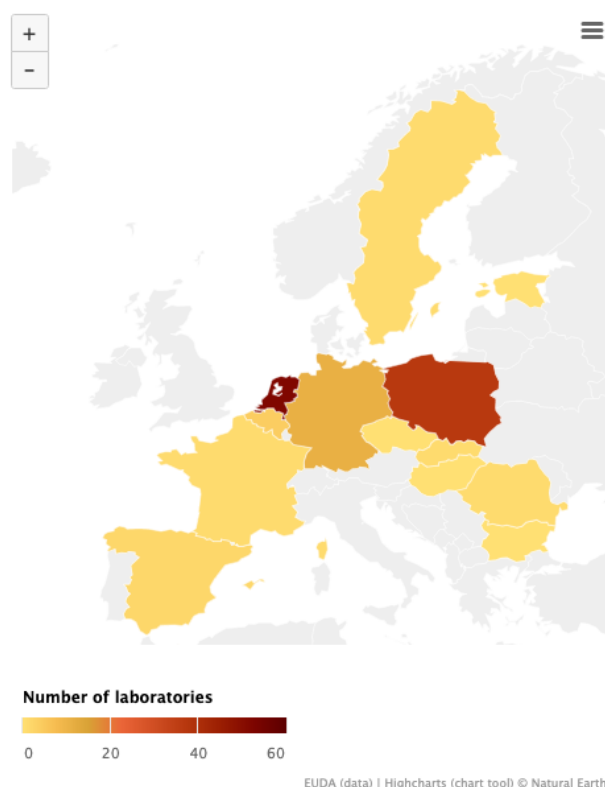 +
−
Number of laboratories
0 20 40 60
EUDA (data) | Highcharts (chart tool) © Natural Earth